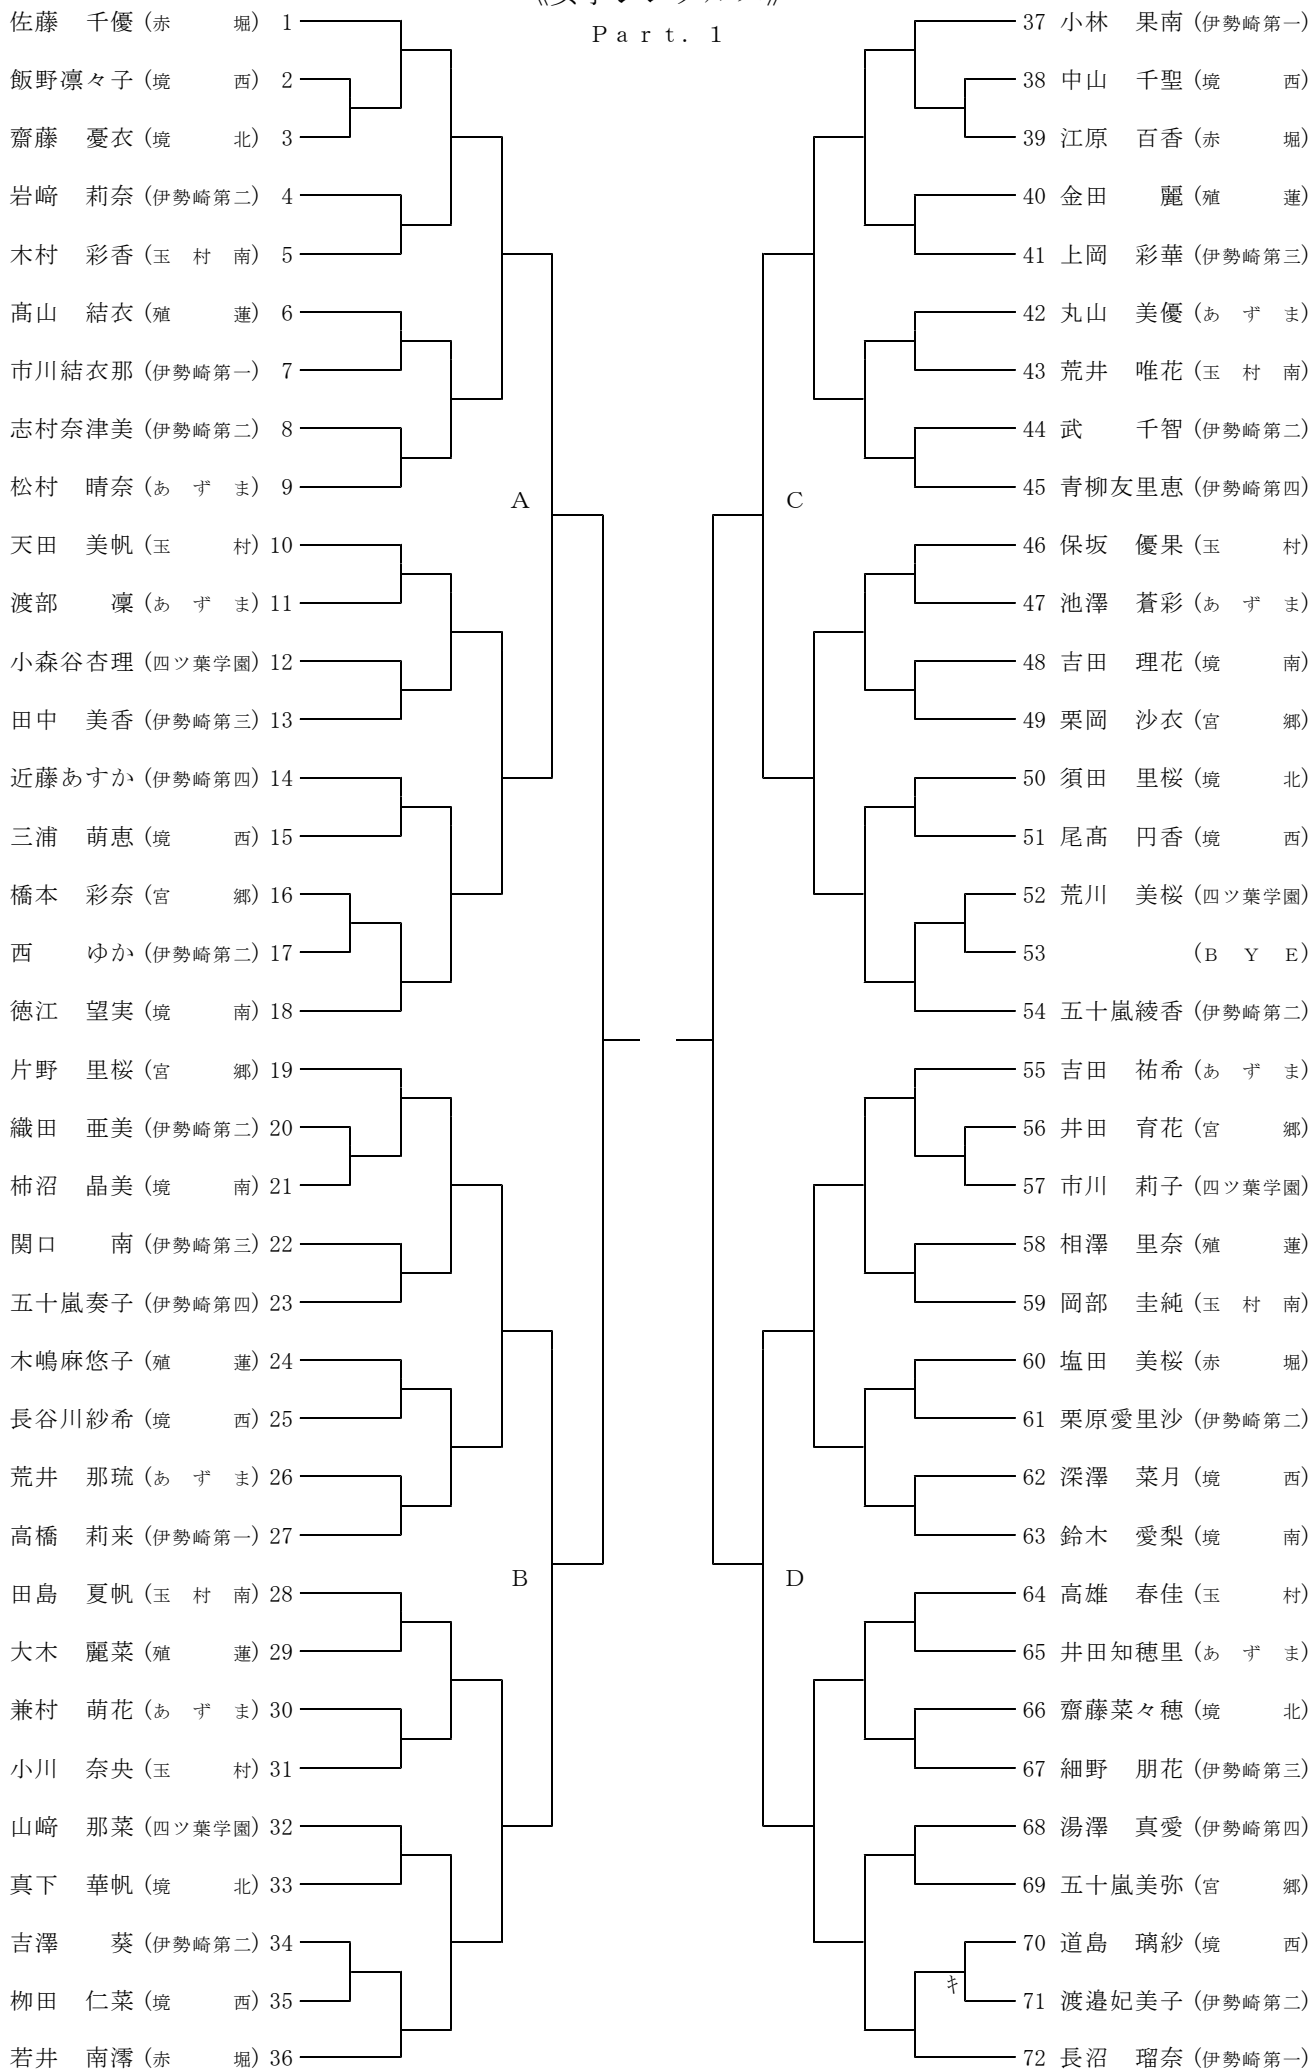 Part. 1
佐藤　千優 (赤　　堀) 1
飯野凛々子 (境　　西) 2
齋藤　憂衣 (境　　北) 3
岩﨑　莉奈 (伊勢崎第二) 4
木村　彩香 (玉　村　南) 5
髙山　結衣 (殖　　蓮) 6
市川結衣那 (伊勢崎第一) 7
志村奈津美 (伊勢崎第二) 8
松村　晴奈 (あ　ず　ま) 9
A
天田　美帆 (玉　　村) 10
渡部　　凜 (あ　ず　ま) 11
小森谷杏理 (四ツ葉学園) 12
田中　美香 (伊勢崎第三) 13
近藤あすか (伊勢崎第四) 14
三浦　萌恵 (境　　西) 15
橋本　彩奈 (宮　　郷) 16
西　　ゆか (伊勢崎第二) 17
徳江　望実 (境　　南) 18
片野　里桜 (宮　　郷) 19
織田　亜美 (伊勢崎第二) 20
柿沼　晶美 (境　　南) 21
関口　　南 (伊勢崎第三) 22
五十嵐奏子 (伊勢崎第四) 23
木嶋麻悠子 (殖　　蓮) 24
長谷川紗希 (境　　西) 25
荒井　那琉 (あ　ず　ま) 26
高橋　莉来 (伊勢崎第一) 27
B
田島　夏帆 (玉　村　南) 28
大木　麗菜 (殖　　蓮) 29
兼村　萌花 (あ　ず　ま) 30
小川　奈央 (玉　　村) 31
山﨑　那菜 (四ツ葉学園) 32
真下　華帆 (境　　北) 33
吉澤　　葵 (伊勢崎第二) 34
栁田　仁菜 (境　　西) 35
若井　南澪 (赤　　堀) 36
37 小林　果南 (伊勢崎第一)
38 中山　千聖 (境　　西)
39 江原　百香 (赤　　堀)
40 金田　　麗 (殖　　蓮)
41 上岡　彩華 (伊勢崎第三)
42 丸山　美優 (あ　ず　ま)
43 荒井　唯花 (玉　村　南)
44 武　　千智 (伊勢崎第二)
45 青柳友里恵 (伊勢崎第四)
C
46 保坂　優果 (玉　　村)
47 池澤　蒼彩 (あ　ず　ま)
48 吉田　理花 (境　　南)
49 栗岡　沙衣 (宮　　郷)
50 須田　里桜 (境　　北)
51 尾髙　円香 (境　　西)
52 荒川　美桜 (四ツ葉学園)
53 (B　Y　E)
54 五十嵐綾香 (伊勢崎第二)
55 吉田　祐希 (あ　ず　ま)
56 井田　育花 (宮　　郷)
57 市川　莉子 (四ツ葉学園)
58 相澤　里奈 (殖　　蓮)
59 岡部　圭純 (玉　村　南)
60 塩田　美桜 (赤　　堀)
61 栗原愛里沙 (伊勢崎第二)
62 深澤　菜月 (境　　西)
63 鈴木　愛梨 (境　　南)
D
64 高雄　春佳 (玉　　村)
65 井田知穂里 (あ　ず　ま)
66 齋藤菜々穂 (境　　北)
67 細野　朋花 (伊勢崎第三)
68 湯澤　真愛 (伊勢崎第四)
69 五十嵐美弥 (宮　　郷)
70 道島　璃紗 (境　　西)
キ
71 渡邉妃美子 (伊勢崎第二)
72 長沼　瑠奈 (伊勢崎第一)